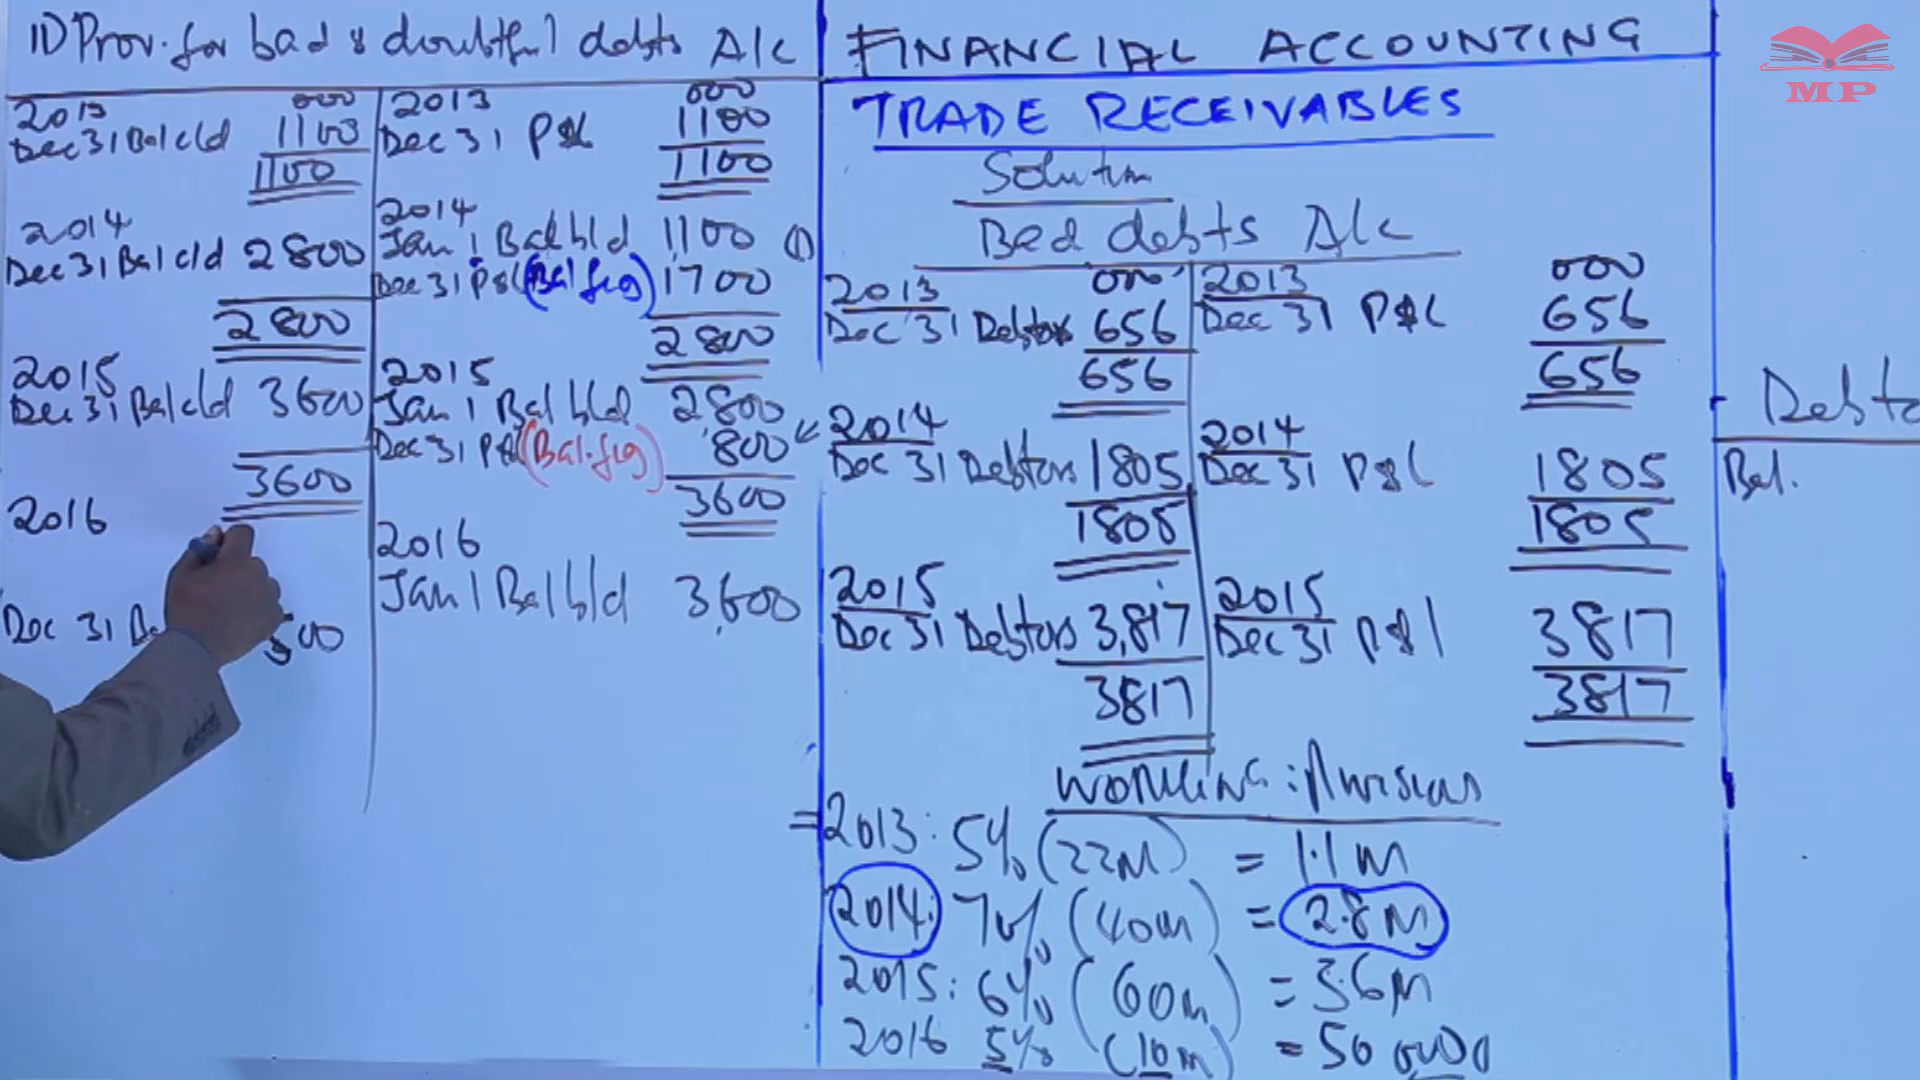 II) Prov. for bad & doubtful debts A/c
000
000
2013
2013
Dec 31 Bal c/d 1100
Dec 31 P&L 1100
1100
1100
2014
2014
Jan 1 Bal b/d 1100 (1)
Dec 31 Bal c/d 2800
Dec 31 P&L (Bal fig) 1700
2800
2800
2015
2015
Dec 31 Bal c/d 3600
Jan 1 Bal b/d 2800
Dec 31 P&L (Bal.fig) 800
3600
3600
2016
2016
Jan 1 Bal b/d 3,600
Dec 31
500
FINANCIAL ACCOUNTING
TRADE RECEIVABLES
Solution
Bad debts A/c
000
000
2013
2013
Dec 31 Debtors 656
Dec 31 P&L 656
656
656
2014
2014
Dec 31 Debtors 1805
Dec 31 P&L 1805
1805
1805
2015
2015
Dec 31 Debtors 3,817
Dec 31 P&L 3817
3817
3817
=2013: 5% (22M) = 1.1M
2014: 7% (40m) = 2.8M
2015: 6% (60m) = 3.6M
2016 5% (10m) = 50
Bal.
MP